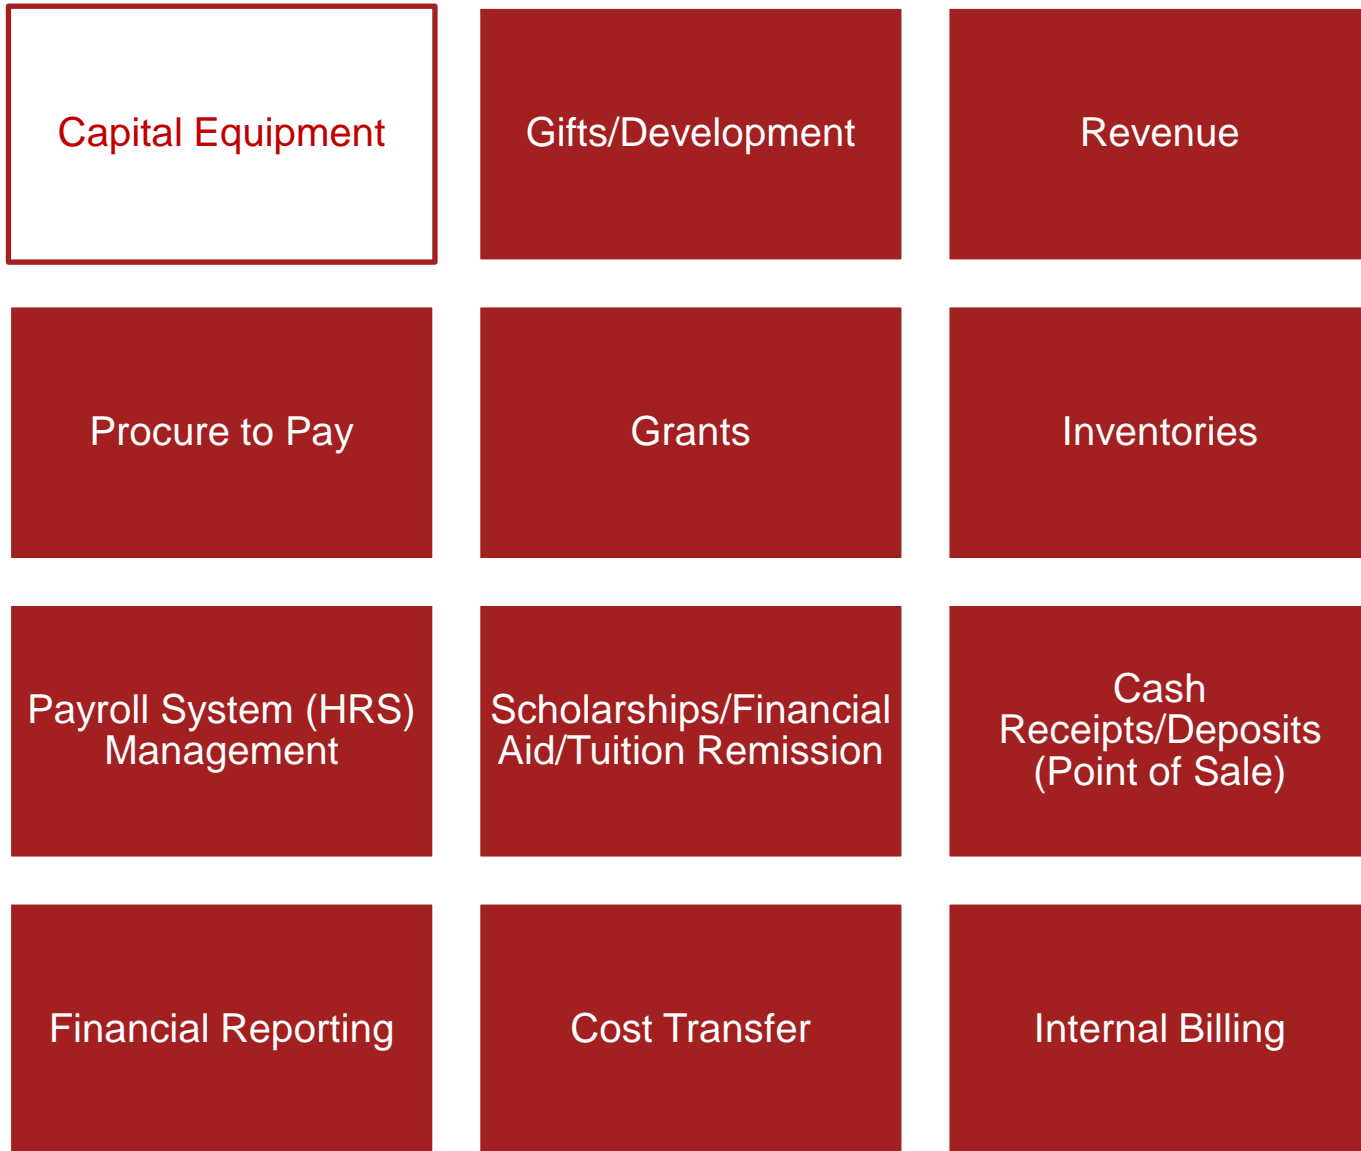 Capital Equipment
Gifts/Development
Revenue
Procure to Pay
Grants
Inventories
Payroll System (HRS)
Management
Scholarships/Financial
Aid/Tuition Remission
Cash
Receipts/Deposits
(Point of Sale)
Financial Reporting
Cost Transfer
Internal Billing